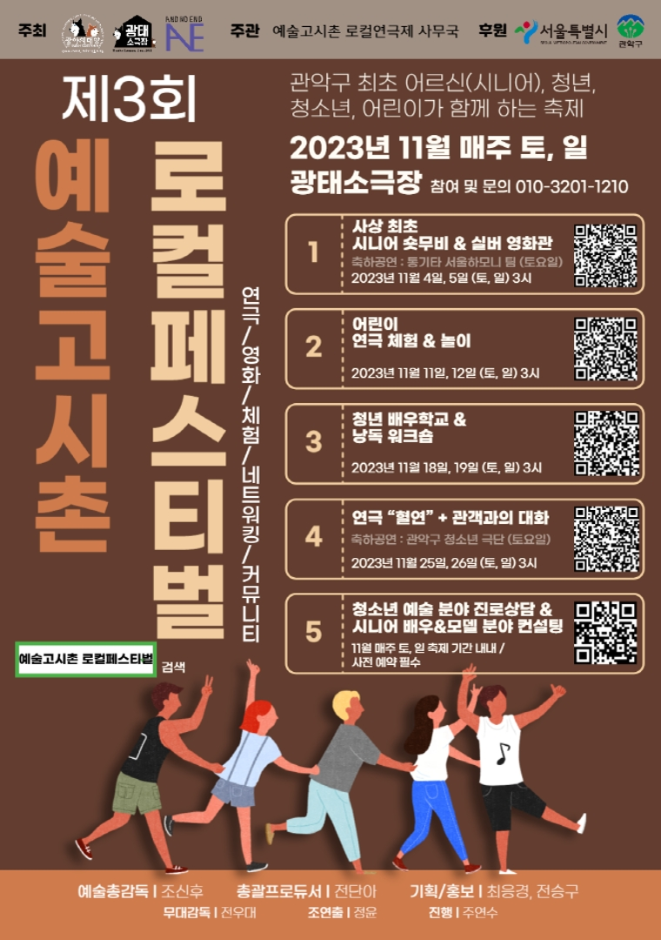 주최
광태소극장
AND NO END
NE
주관 예술고시촌 로컬연극제 사무국
후원 서울특별시
관악구
제3회
예술고시촌
로컬페스티벌
연극/영화/체험/네트워킹/커뮤니티
관악구 최초 어르신(시니어), 청년,
청소년, 어린이가 함께 하는 축제
2023년 11월 매주 토, 일
광태소극장 참여 및 문의 010-3201-1210
1
사상 최초
시니어 숏무비 & 실버 영화관
축하공연 : 통기타 서울하모니 팀 (토요일)
2023년 11월 4일, 5일 (토, 일) 3시
2
어린이
연극 체험 & 놀이
2023년 11월 11일, 12일 (토, 일) 3시
3
청년 배우학교 &
낭독 워크숍
2023년 11월 18일, 19일 (토, 일) 3시
4
연극 “혈연” + 관객과의 대화
축하공연 : 관악구 청소년 극단 (토요일)
2023년 11월 25일, 26일 (토, 일) 3시
5
청소년 예술 분야 진로상담 &
시니어 배우&모델 분야 컨설팅
11월 매주 토, 일 축제 기간 내내 /
사전 예약 필수
예술고시촌 로컬페스티벌 검색
예술총감독 | 조신후 총괄프로듀서 | 전단아 기획/홍보 | 최응경, 전승구
무대감독 | 전우대 조연출 | 정윤 진행 | 주연수